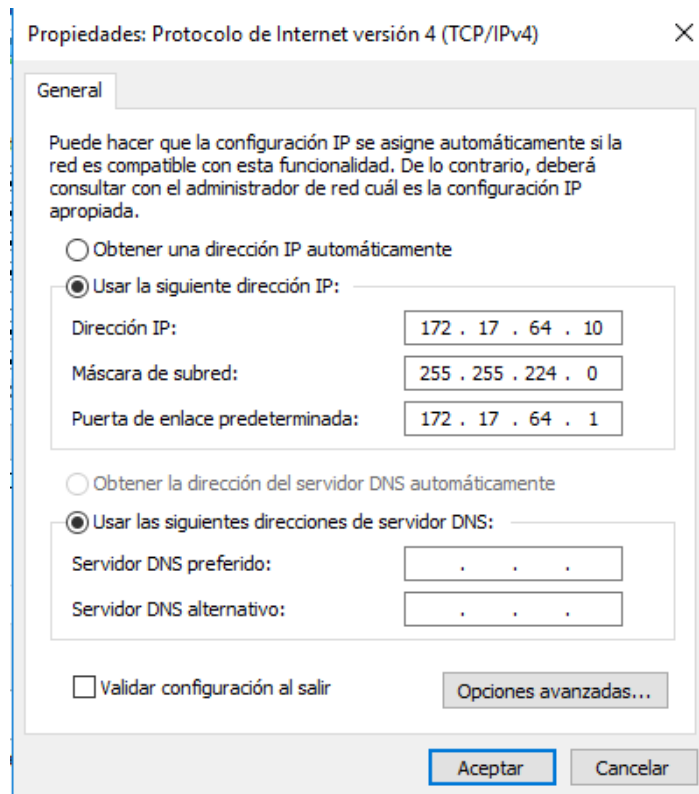 Propiedades: Protocolo de Internet versión 4 (TCP/IPv4)
General
Puede hacer que la configuración IP se asigne automáticamente si la
red es compatible con esta funcionalidad. De lo contrario, deberá
consultar con el administrador de red cuál es la configuración IP
apropiada.
Obtener una dirección IP automáticamente
Usar la siguiente dirección IP:
Dirección IP: 172 . 17 . 64 . 10
Máscara de subred: 255 . 255 . 224 . 0
Puerta de enlace predeterminada: 172 . 17 . 64 . 1
Obtener la dirección del servidor DNS automáticamente
Usar las siguientes direcciones de servidor DNS:
Servidor DNS preferido: . . .
Servidor DNS alternativo: . . .
Validar configuración al salir Opciones avanzadas...
Aceptar Cancelar